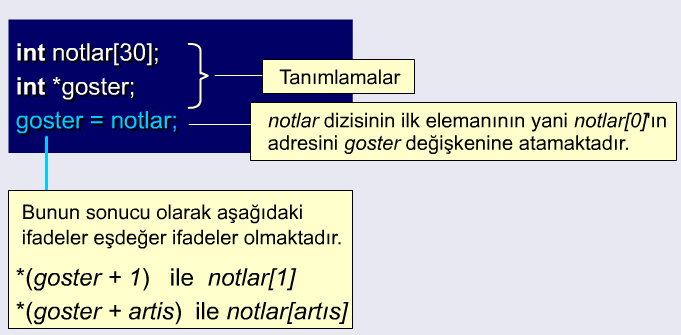 int notlar[30];
int *goster;
Tanımlamalar
goster = notlar;
notlar dizisinin ilk elemanının yani notlar[0]'ın
adresini goster değişkenine atamaktadır.
Bunun sonucu olarak aşağıdaki
ifadeler eşdeğer ifadeler olmaktadır.
*(goster + 1) ile notlar[1]
*(goster + artis) ile notlar[artıs]